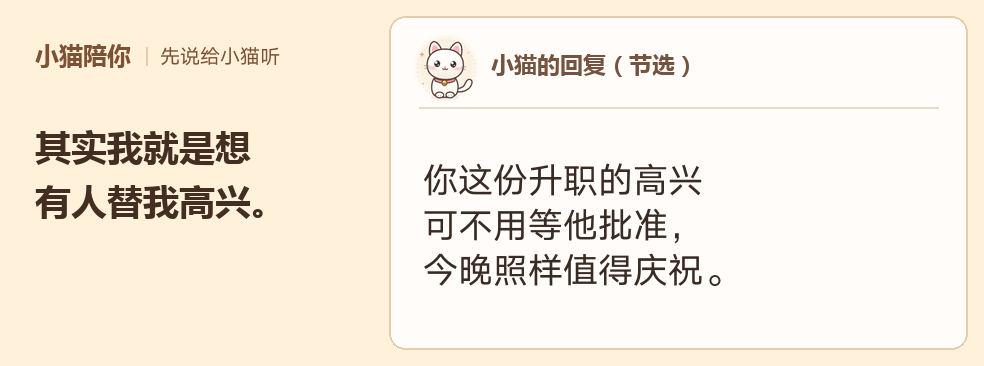 小猫陪你｜先说给小猫听
其实我就是想
有人替我高兴。
小猫的回复（节选）
你这份升职的高兴
可不用等他批准，
今晚照样值得庆祝。